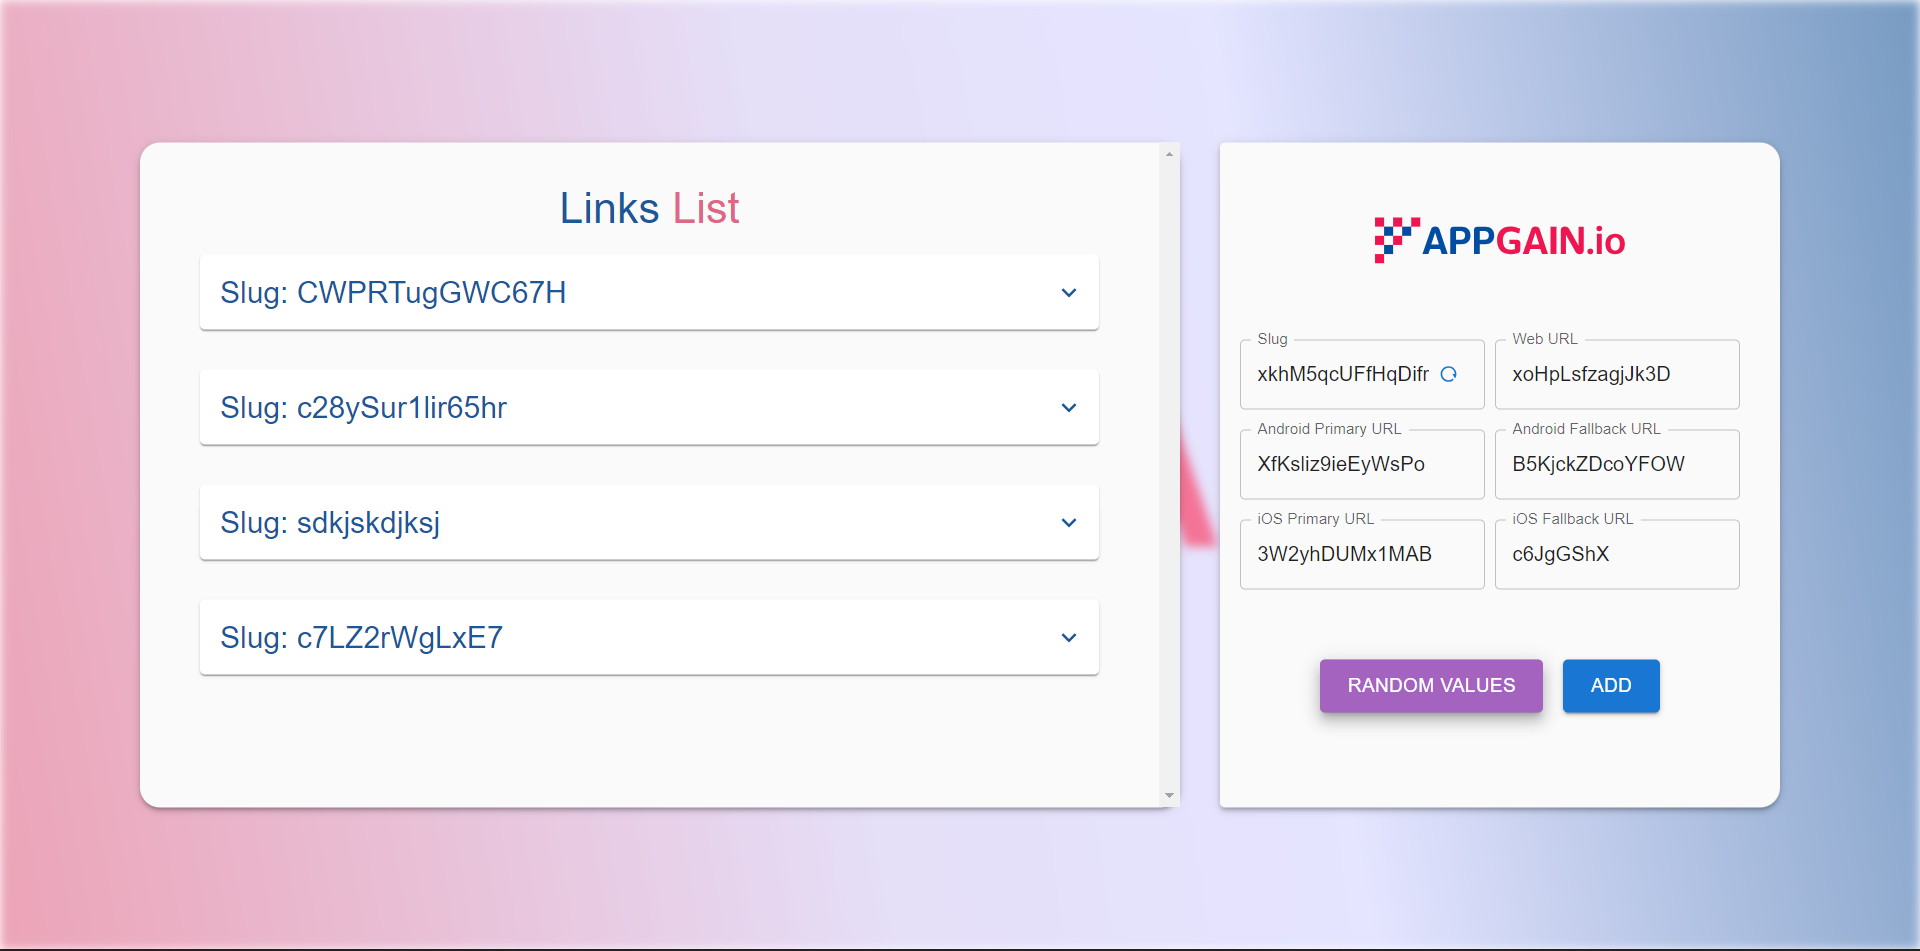 Links List
Slug: CWPRTugGWC67H
Slug: c28ySur1lir65hr
Slug: sdkjskdjksj
Slug: c7LZ2rWgLxE7
APPGAIN.io
Slug
xkhM5qcUFfHqDifr
Web URL
xoHpLsfzagjJk3D
Android Primary URL
XfKsliz9ieEyWsPo
Android Fallback URL
B5KjckZDcoYFOW
iOS Primary URL
3W2yhDUMx1MAB
iOS Fallback URL
c6JgGShX
RANDOM VALUES
ADD